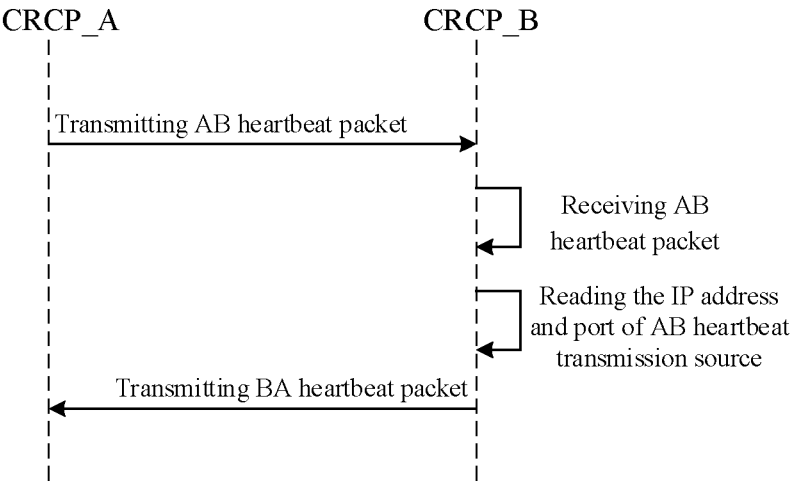 CRCP_A
CRCP_B
Transmitting AB heartbeat packet
Receiving AB
heartbeat packet
Reading the IP address
and port of AB heartbeat
transmission source
Transmitting BA heartbeat packet